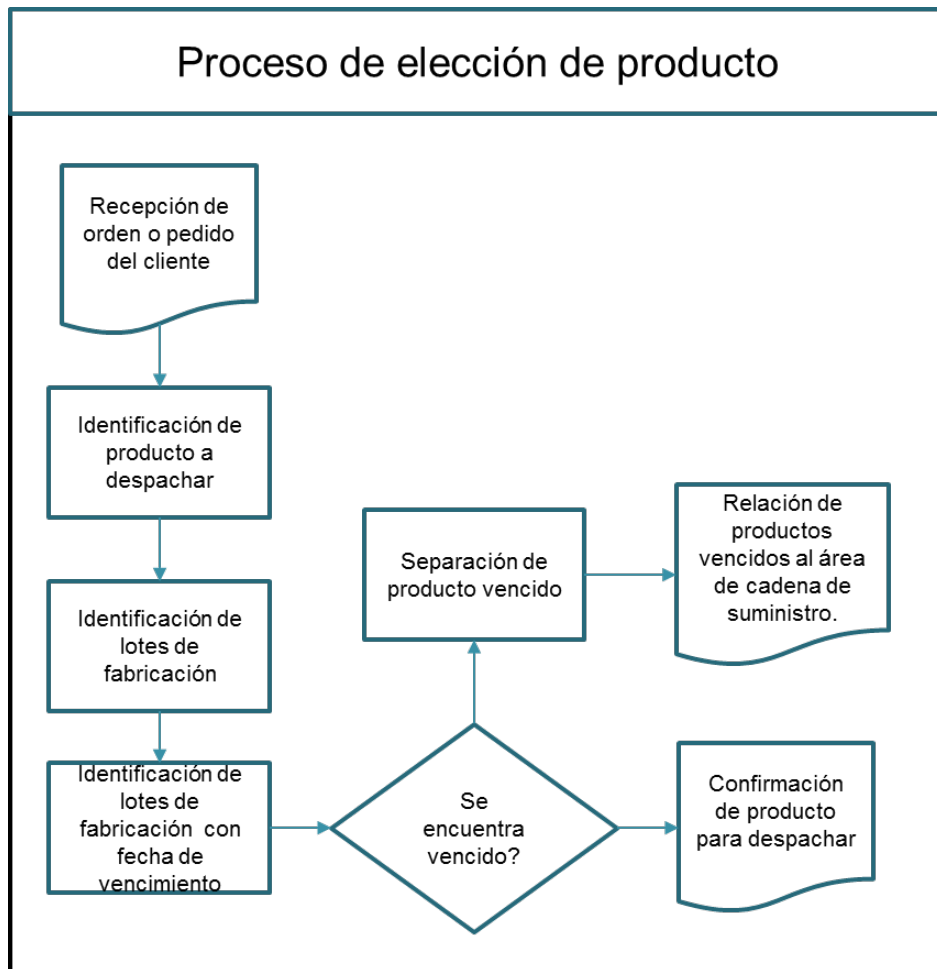 Proceso de elección de producto
Recepción de
orden o pedido
del cliente
Identificación de
producto a
despachar
Identificación de
lotes de
fabricación
Identificación de
lotes de
fabricación con
fecha de
vencimiento
Se
encuentra
vencido?
Separación de
producto vencido
Relación de
productos
vencidos al área
de cadena de
suministro.
Confirmación
de producto
para despachar